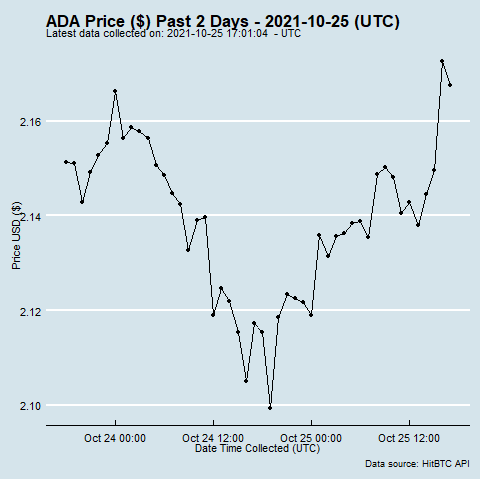 ADA Price ($) Past 2 Days - 2021-10-25 (UTC)
Latest data collected on: 2021-10-25 17:01:04  - UTC
Price USD ($)
2.16
2.14
2.12
2.10
Oct 24 00:00
Oct 24 12:00
Oct 25 00:00
Oct 25 12:00
Date Time Collected (UTC)
Data source: HitBTC API